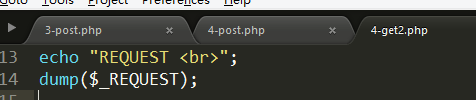 Goto Tools Project Preferences Help
3-post.php × 4-post.php × 4-get2.php
13 echo "REQUEST <br>";
14 dump($_REQUEST);
15